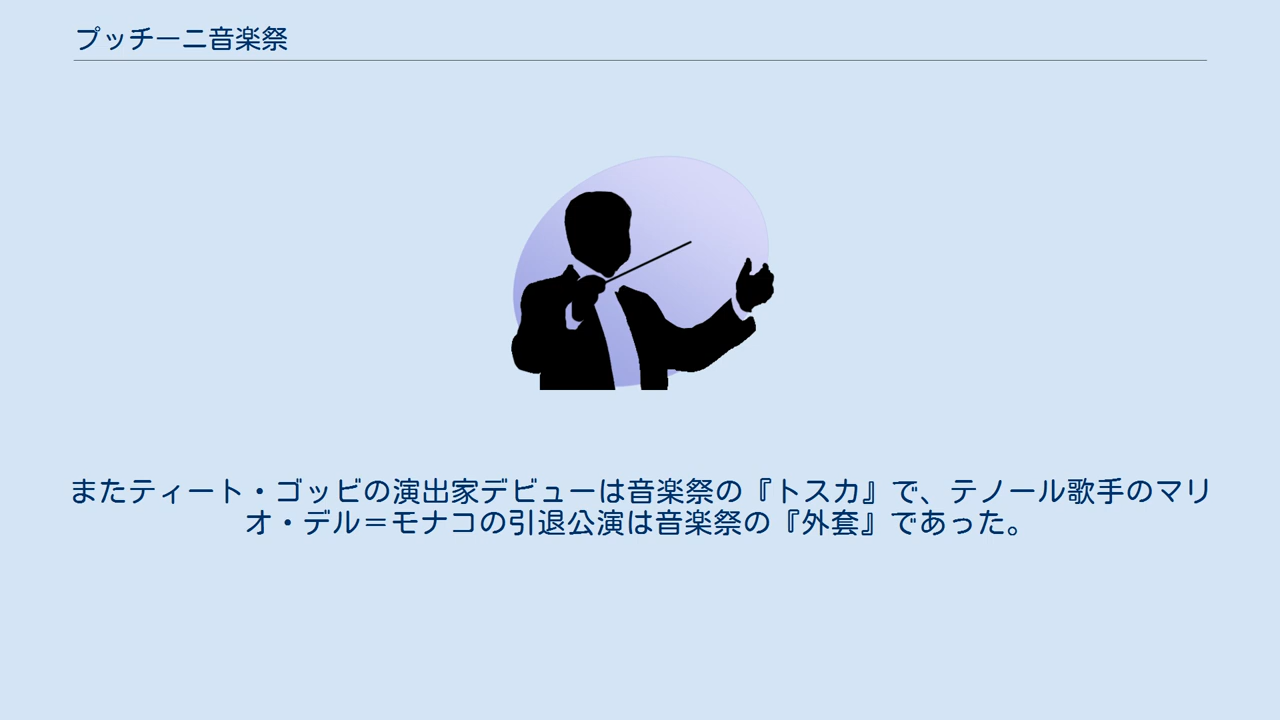 プッチーニ音楽祭
またティート・ゴッビの演出家デビューは音楽祭の『トスカ』で、テノール歌手のマリ
オ・デル＝モナコの引退公演は音楽祭の『外套』であった。